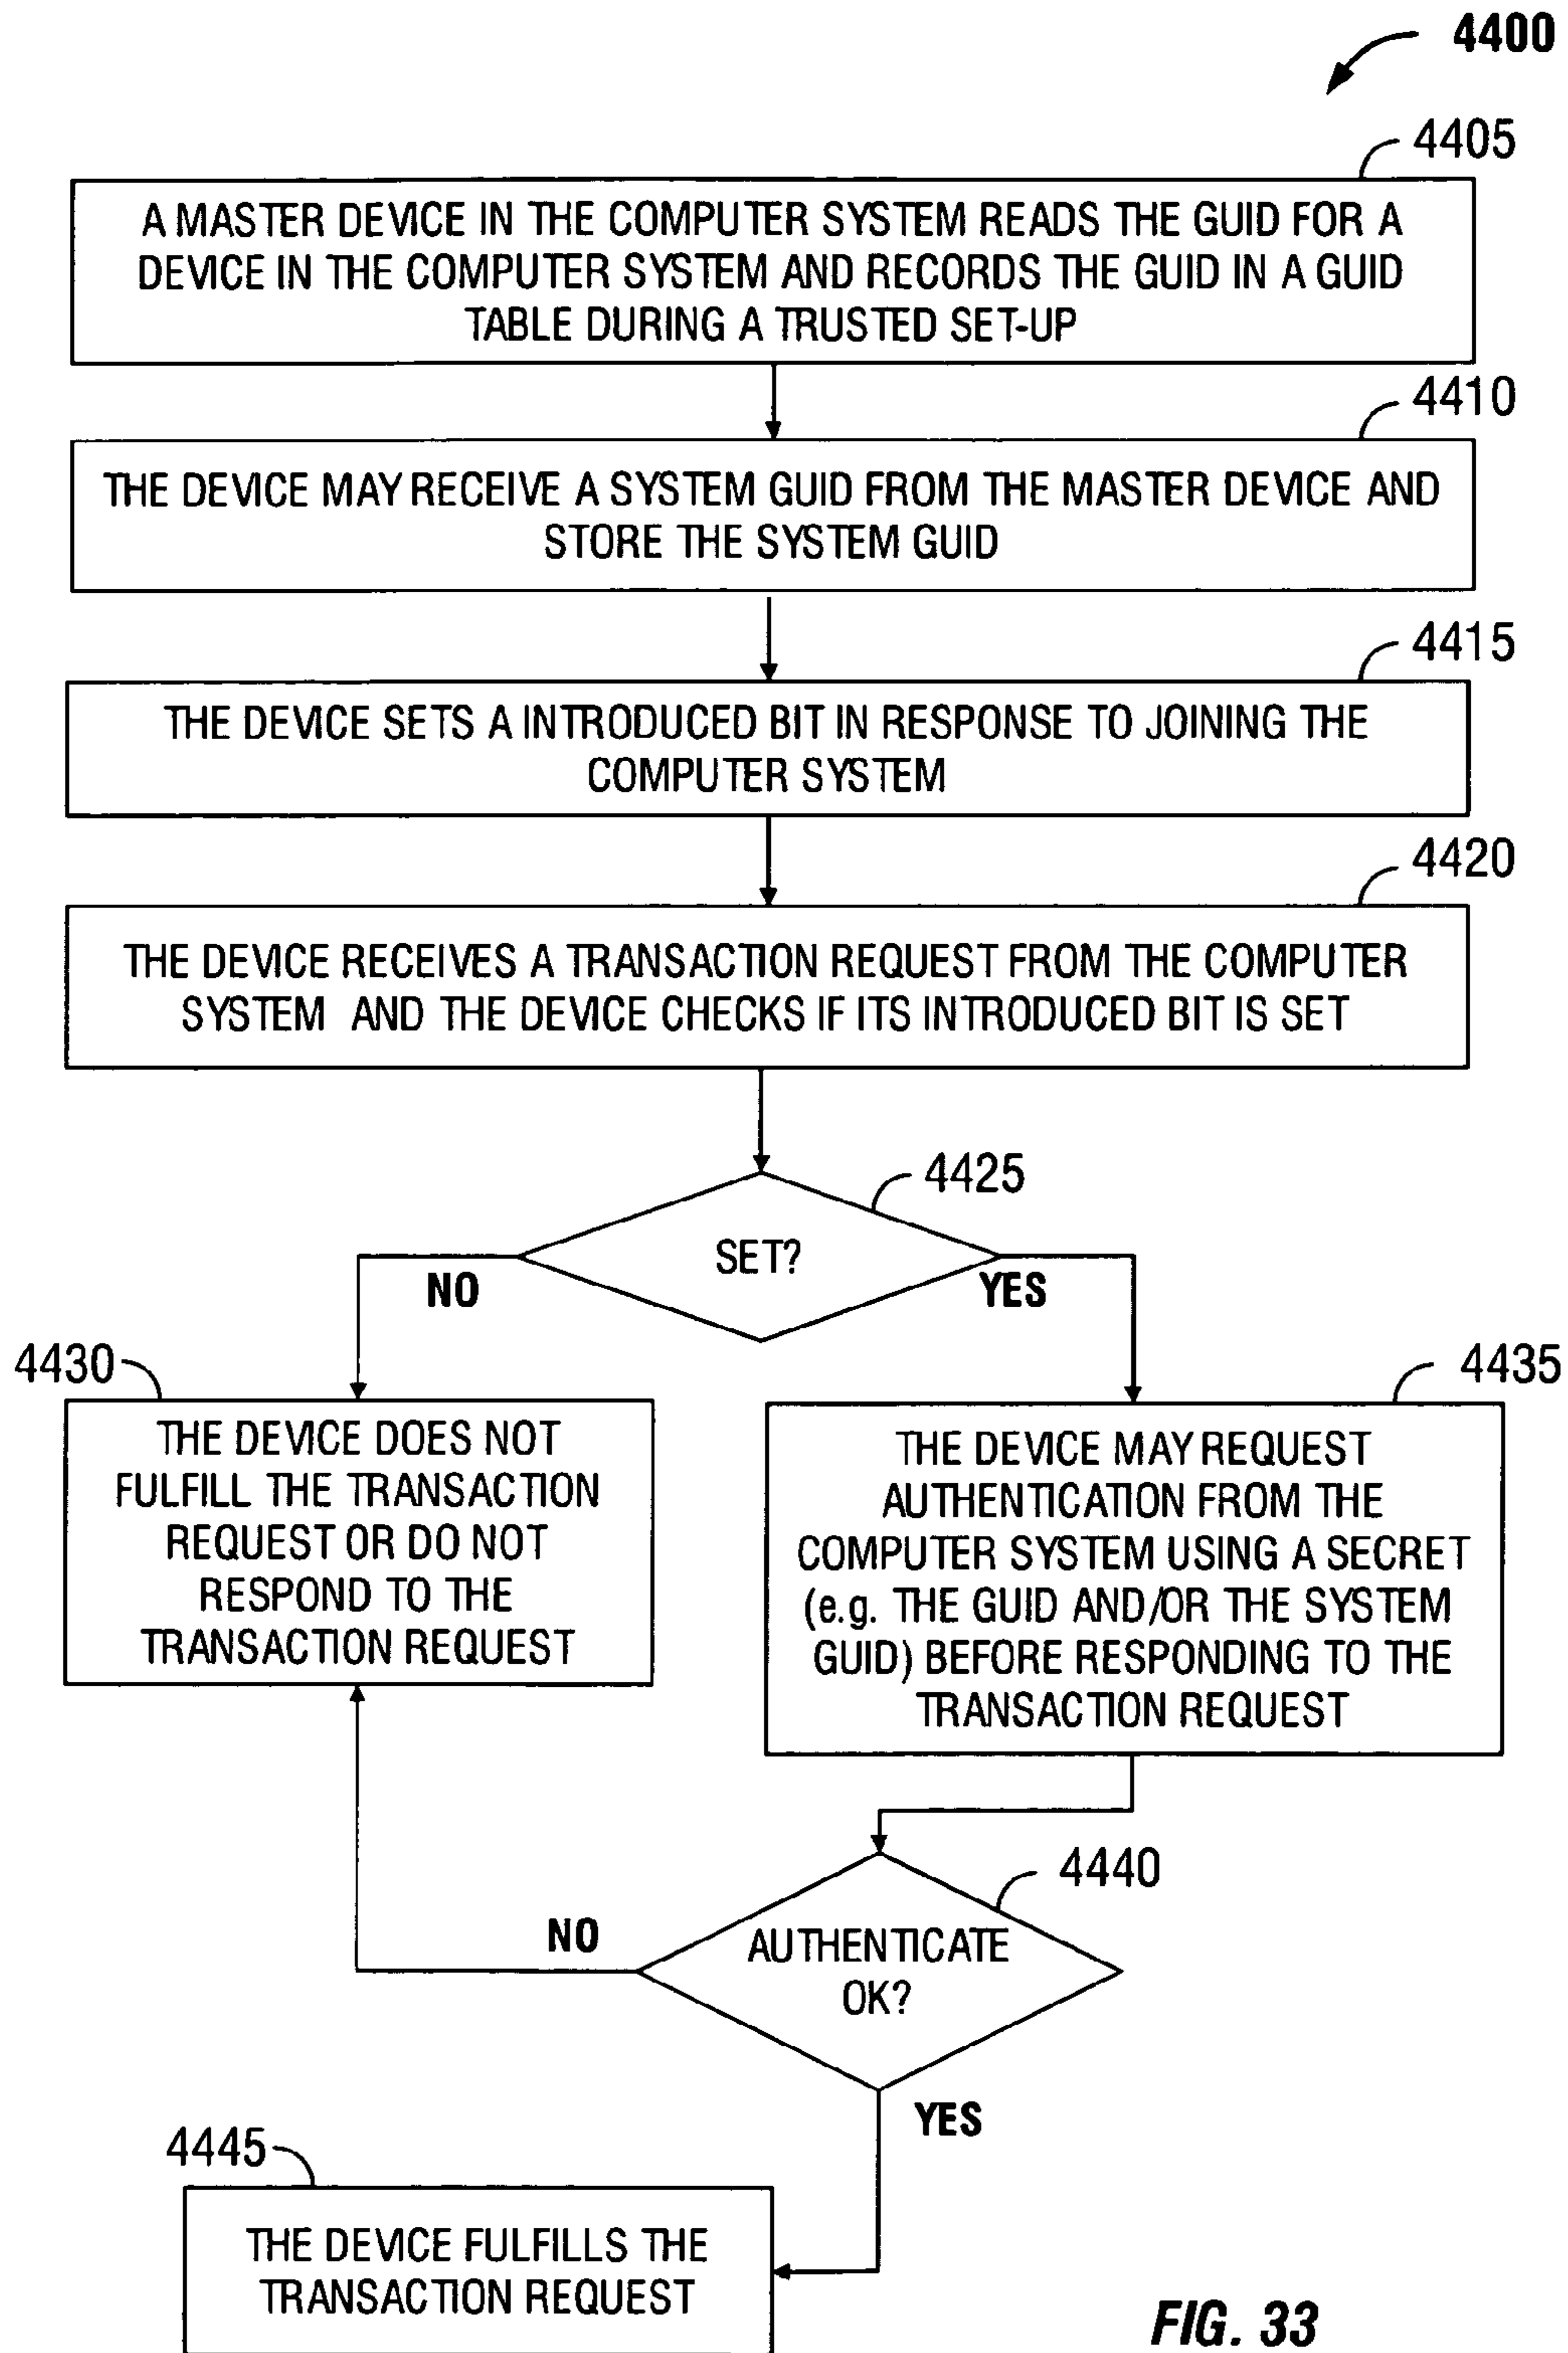 4400
4405
A MASTER DEVICE IN THE COMPUTER SYSTEM READS THE GUID FOR A
DEVICE IN THE COMPUTER SYSTEM AND RECORDS THE GUID IN A GUID
TABLE DURING A TRUSTED SET-UP
4410
THE DEVICE MAY RECEIVE A SYSTEM GUID FROM THE MASTER DEVICE AND
STORE THE SYSTEM GUID
4415
THE DEVICE SETS A INTRODUCED BIT IN RESPONSE TO JOINING THE
COMPUTER SYSTEM
4420
THE DEVICE RECEIVES A TRANSACTION REQUEST FROM THE COMPUTER
SYSTEM AND THE DEVICE CHECKS IF ITS INTRODUCED BIT IS SET
4425
SET?
NO
YES
4430
THE DEVICE DOES NOT
FULFILL THE TRANSACTION
REQUEST OR DO NOT
RESPOND TO THE
TRANSACTION REQUEST
4435
THE DEVICE MAY REQUEST
AUTHENTICATION FROM THE
COMPUTER SYSTEM USING A SECRET
(e.g. THE GUID AND/OR THE SYSTEM
GUID) BEFORE RESPONDING TO THE
TRANSACTION REQUEST
4440
AUTHENTICATE
OK?
NO
YES
4445
THE DEVICE FULFILLS THE
TRANSACTION REQUEST
FIG. 33